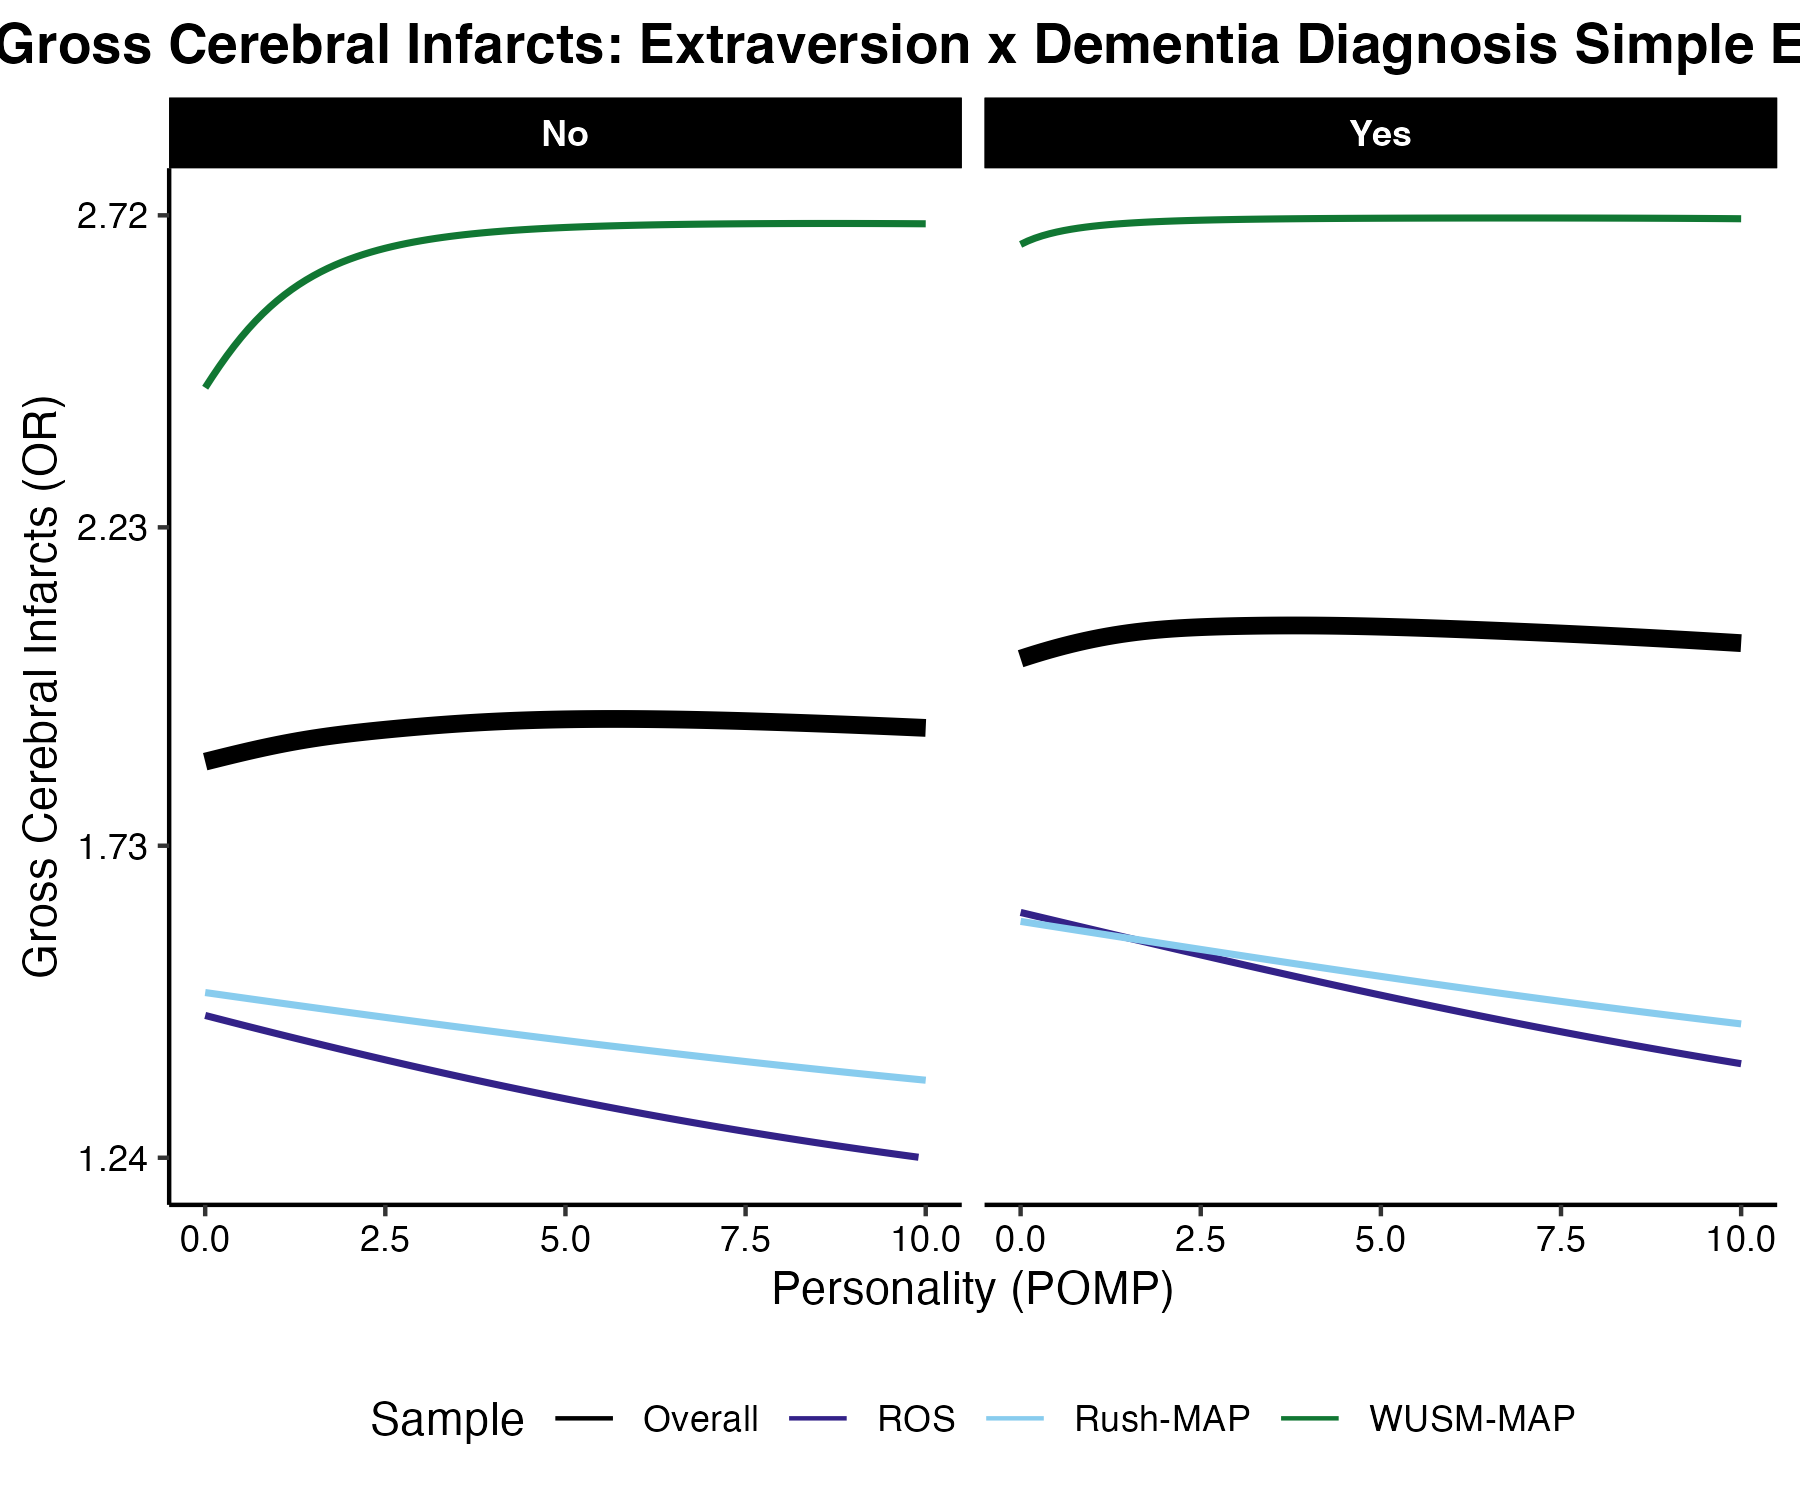 Gross Cerebral Infarcts: Extraversion x Dementia Diagnosis Simple E
No Yes
Gross Cerebral Infarcts (OR)
2.72
2.23
1.73
1.24
0.0 2.5 5.0 7.5 10.0 0.0 2.5 5.0 7.5 10.0
Personality (POMP)
Sample Overall ROS Rush-MAP WUSM-MAP